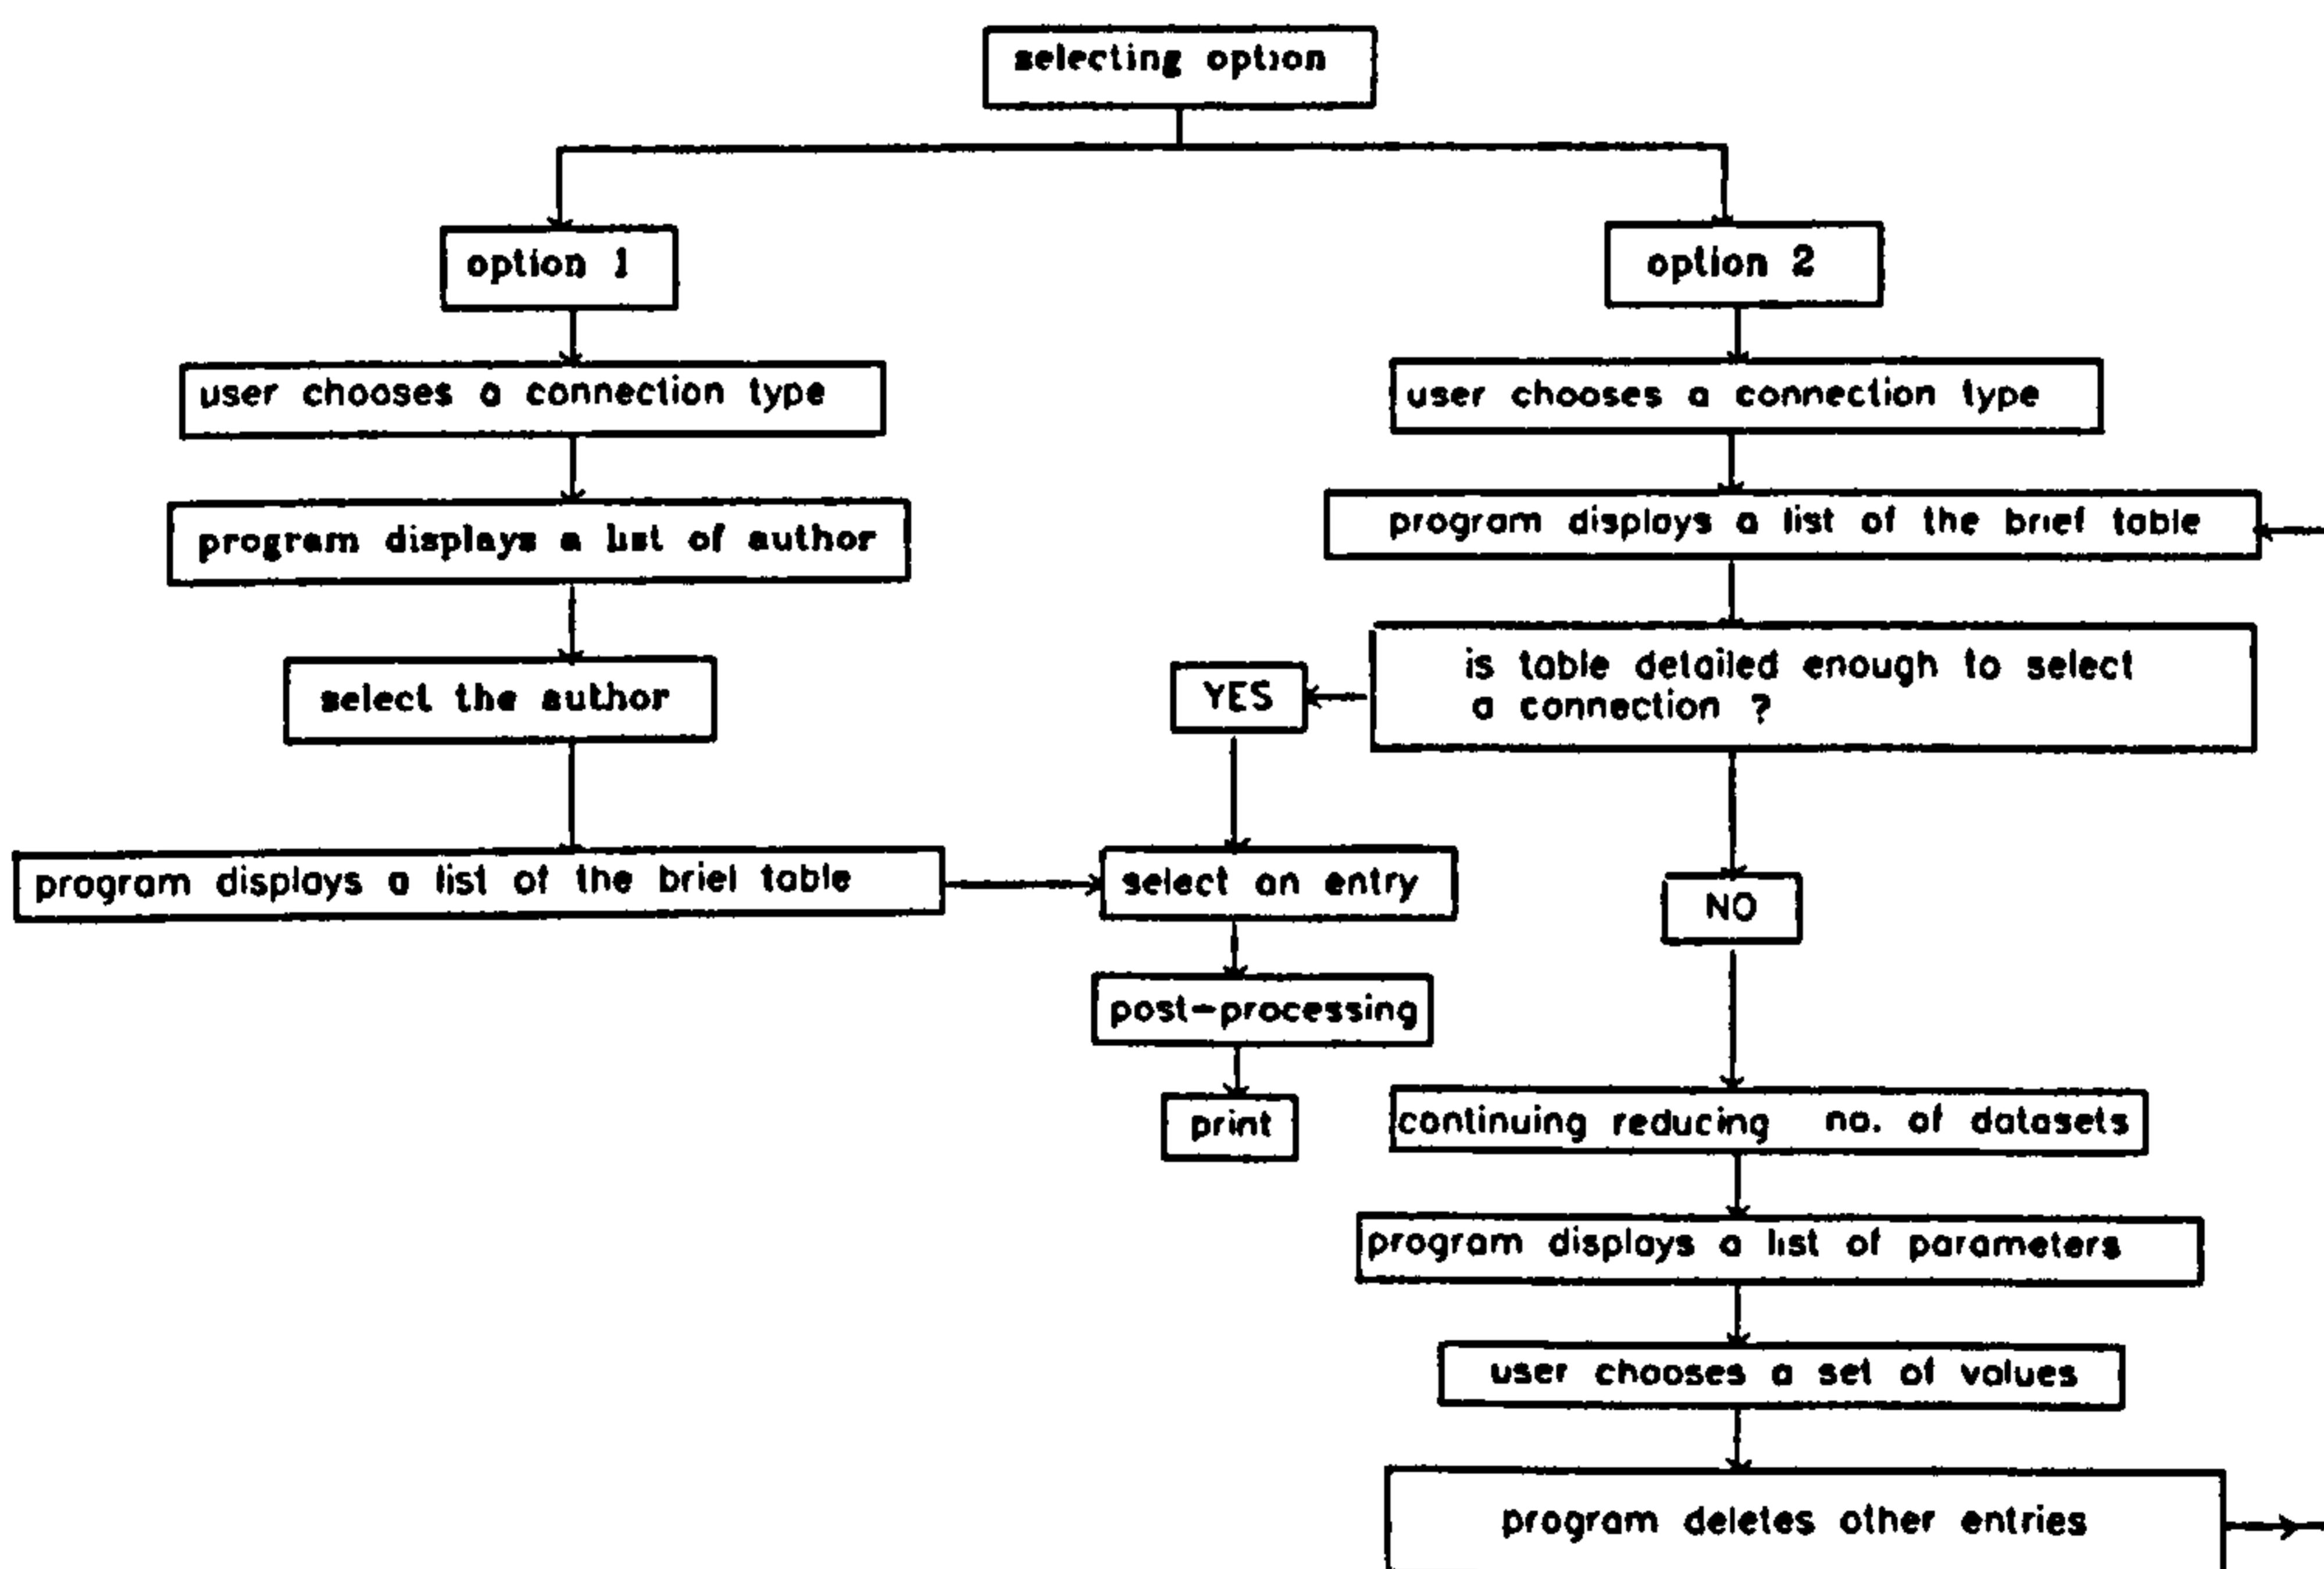 selecting option
option 1
option 2
user chooses a connection type
user chooses a connection type
program displays a list of author
program displays a list of the brief table
select the author
YES
is table detailed enough to select
a connection ?
program displays a list of the brief table
select an entry
NO
post-processing
print
continuing reducing no. of datasets
program displays a list of parameters
user chooses a set of values
program deletes other entries